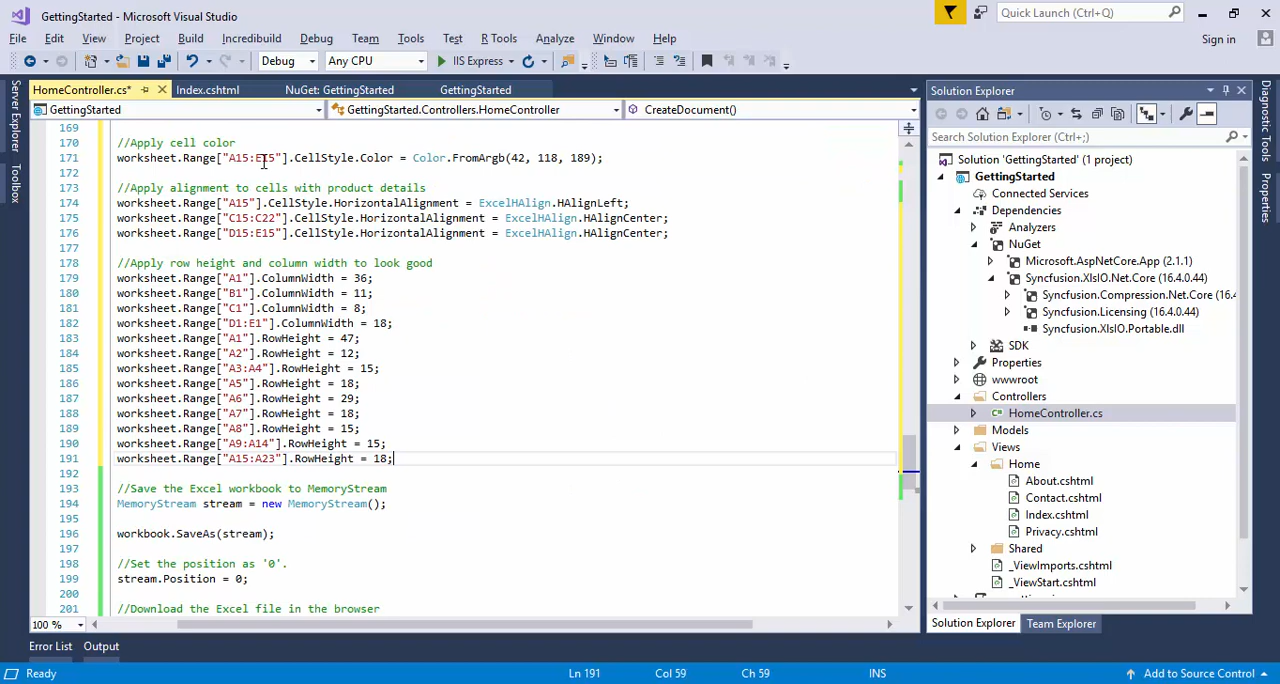 GettingStarted - Microsoft Visual Studio
Quick Launch (Ctrl+Q)
File Edit View Project Build Incredibuild Debug Team Tools Test R Tools Analyze Window Help
Sign in
Debug Any CPU IIS Express
HomeController.cs* Index.cshtml NuGet: GettingStarted GettingStarted
GettingStarted GettingStarted.Controllers.HomeController CreateDocument()
Server Explorer
Toolbox
169
170 //Apply cell color
171 worksheet.Range["A15:E15"].CellStyle.Color = Color.FromArgb(42, 118, 189);
172
173 //Apply alignment to cells with product details
174 worksheet.Range["A15"].CellStyle.HorizontalAlignment = ExcelHAlign.HAlignLeft;
175 worksheet.Range["C15:C22"].CellStyle.HorizontalAlignment = ExcelHAlign.HAlignCenter;
176 worksheet.Range["D15:E15"].CellStyle.HorizontalAlignment = ExcelHAlign.HAlignCenter;
177
178 //Apply row height and column width to look good
179 worksheet.Range["A1"].ColumnWidth = 36;
180 worksheet.Range["B1"].ColumnWidth = 11;
181 worksheet.Range["C1"].ColumnWidth = 8;
182 worksheet.Range["D1:E1"].ColumnWidth = 18;
183 worksheet.Range["A1"].RowHeight = 47;
184 worksheet.Range["A2"].RowHeight = 12;
185 worksheet.Range["A3:A4"].RowHeight = 15;
186 worksheet.Range["A5"].RowHeight = 18;
187 worksheet.Range["A6"].RowHeight = 29;
188 worksheet.Range["A7"].RowHeight = 18;
189 worksheet.Range["A8"].RowHeight = 15;
190 worksheet.Range["A9:A14"].RowHeight = 15;
191 worksheet.Range["A15:A23"].RowHeight = 18;
192
193 //Save the Excel workbook to MemoryStream
194 MemoryStream stream = new MemoryStream();
195
196 workbook.SaveAs(stream);
197
198 //Set the position as '0'.
199 stream.Position = 0;
200
201 //Download the Excel file in the browser
100 %
Solution Explorer
Search Solution Explorer (Ctrl+;)
Solution 'GettingStarted' (1 project)
GettingStarted
Connected Services
Dependencies
Analyzers
NuGet
Microsoft.AspNetCore.App (2.1.1)
Syncfusion.XlsIO.Net.Core (16.4.0.44)
Syncfusion.Compression.Net.Core (16.4.0.44)
Syncfusion.Licensing (16.4.0.44)
Syncfusion.XlsIO.Portable.dll
SDK
Properties
wwwroot
Controllers
HomeController.cs
Models
Views
Home
About.cshtml
Contact.cshtml
Index.cshtml
Privacy.cshtml
Shared
_ViewImports.cshtml
_ViewStart.cshtml
Solution Explorer Team Explorer
Diagnostic Tools
Properties
Error List Output
Ready Ln 191 Col 59 Ch 59 INS Add to Source Control